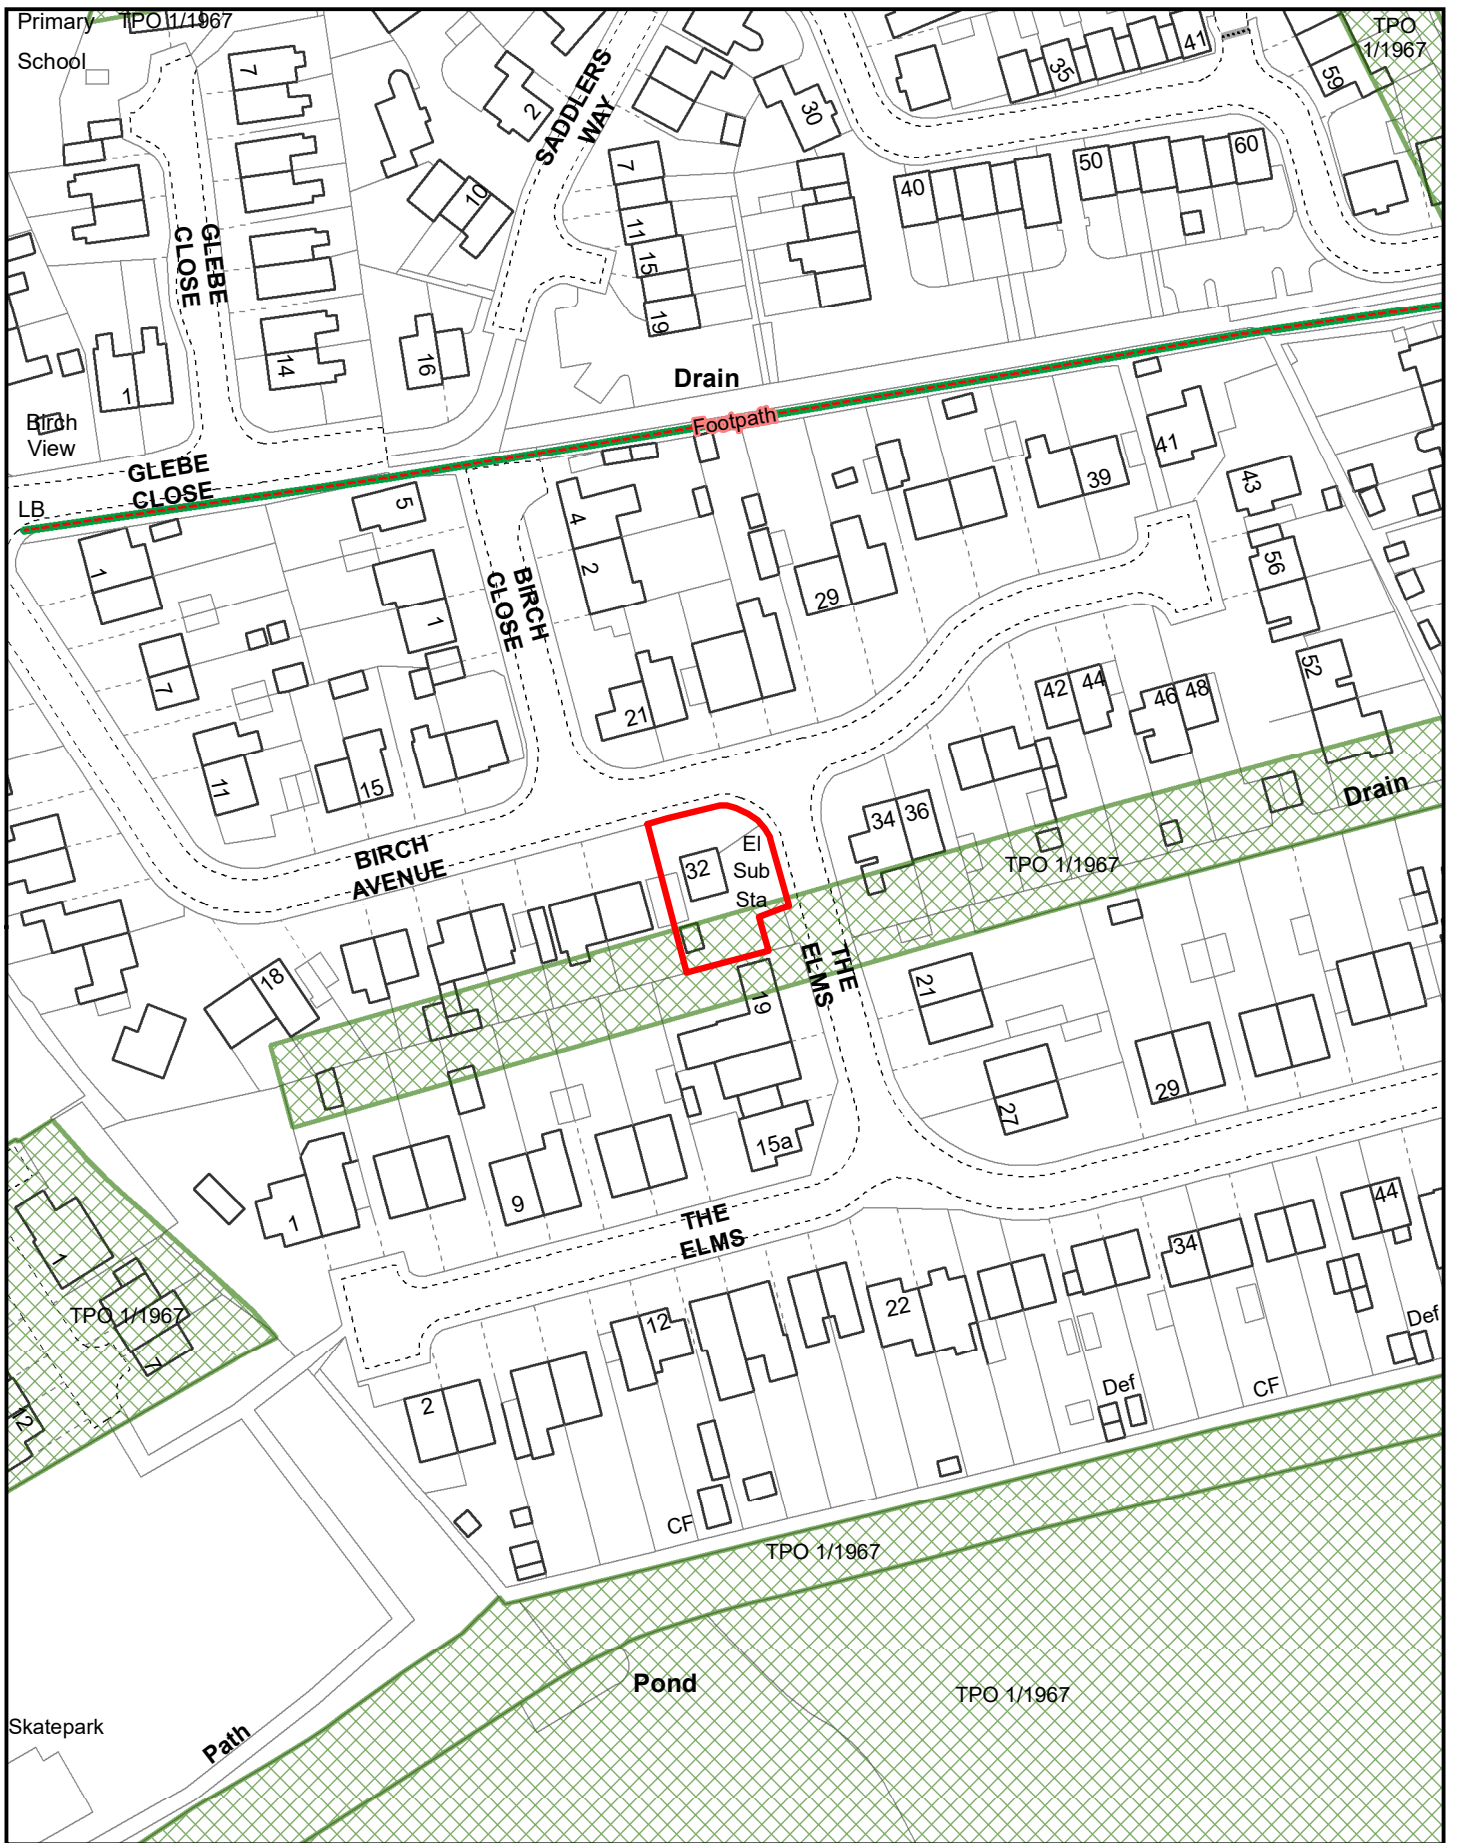 Primary
School
TPO 1/1967
TPO
1/1967
7
2
SADDLERS
WAY
30
35
41
59
10
7
11
15
19
40
50
60
GLEBE
CLOSE
14
16
1
Birch
View
Drain
Footpath
GLEBE
CLOSE
LB
5
1
7
1
4
2
BIRCH
CLOSE
29
39
41
43
56
52
11
15
21
42
44
46
48
BIRCH
AVENUE
32
El
Sub
Sta
34
36
Drain
TPO 1/1967
18
THE
ELMS
19
21
27
29
15a
1
9
THE
ELMS
1
7
12
TPO 1/1967
2
12
22
34
44
Def
Def
CF
CF
TPO 1/1967
Pond
TPO 1/1967
Skatepark
Path